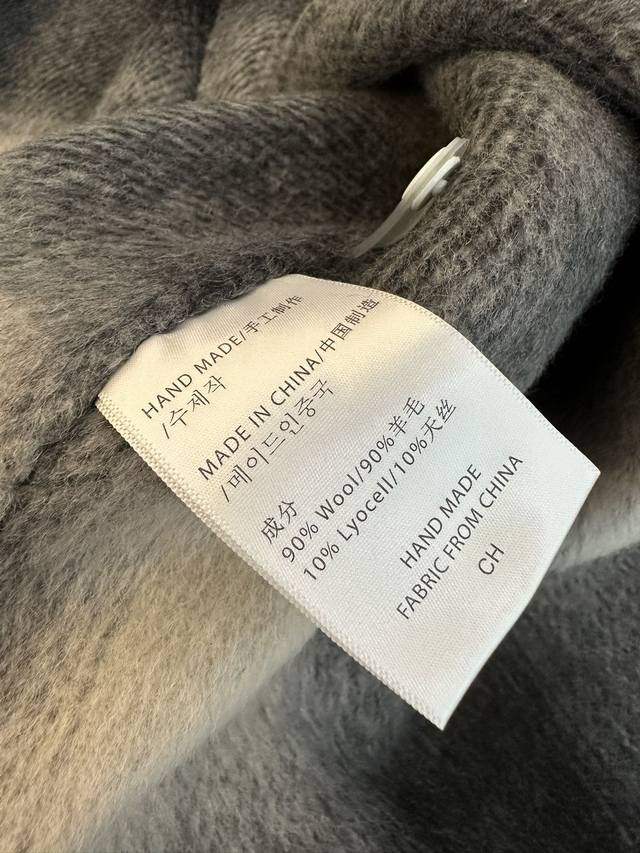 HAND MADE/手工制作
/수제작
MADE IN CHINA/中国制造
/메이드인중국
成分
90% Wool/90%羊毛
10% Lyocell/10%天丝
HAND MADE
FABRIC FROM CHINA
CH